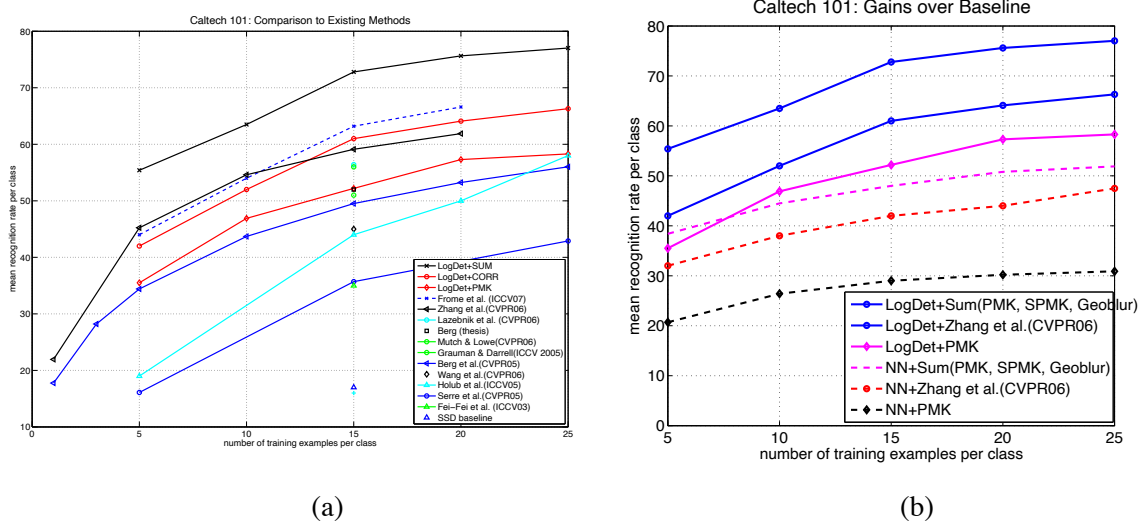 Caltech 101: Comparison to Existing Methods
80
70
60
50
40
30
20
10
mean recognition rate per class
0
5
10
15
20
25
number of training examples per class
LogDet+SUM
LogDet+CORR
LogDet+PMK
Frome et al. (ICCV07)
Zhang et al.(CVPR06)
Lazebnik et al. (CVPR06)
Berg (thesis)
Mutch & Lowe(CVPR06)
Grauman & Darrell(ICCV 2005)
Berg et al.(CVPR05)
Wang et al.(CVPR06)
Holub et al.(ICCV05)
Serre et al.(CVPR05)
Fei–Fei et al. (ICCV03)
SSD baseline
(a)
Caltech 101: Gains over Baseline
80
70
60
50
40
30
20
10
0
mean recognition rate per class
5
10
15
20
25
number of training examples per class
LogDet+Sum(PMK, SPMK, Geoblur)
LogDet+Zhang et al.(CVPR06)
LogDet+PMK
NN+Sum(PMK, SPMK, Geoblur)
NN+Zhang et al.(CVPR06)
NN+PMK
(b)